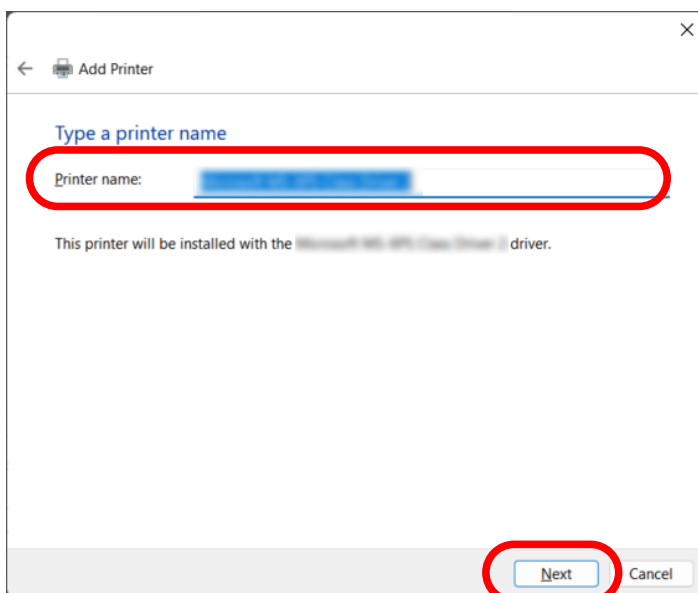 Add Printer
Type a printer name
Printer name:
This printer will be installed with the driver.
Next Cancel